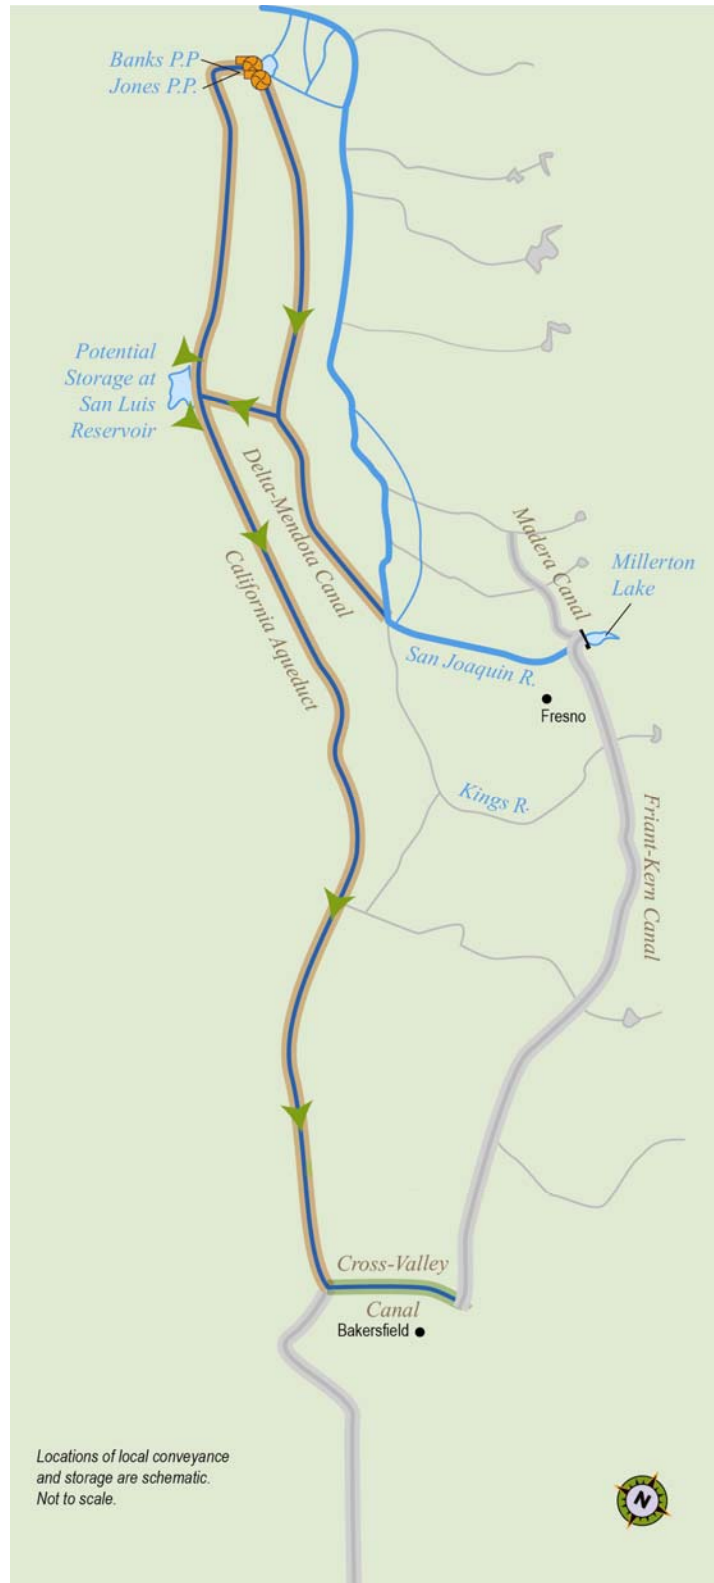 Banks P.P
Jones P.P.
Potential
Storage at
San Luis
Reservoir
Delta-Mendota Canal
California Aqueduct
Madera Canal
Millerton
Lake
San Joaquin R.
Fresno
Kings R.
Friant-Kern Canal
Cross-Valley
Canal
Bakersfield
Locations of local conveyance
and storage are schematic.
Not to scale.
N